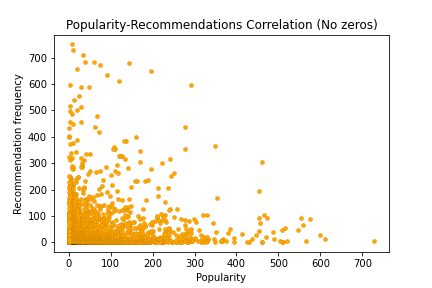 Popularity-Recommendations Correlation (No zeros)
Recommendation frequency
700
600
500
400
300
200
100
0
0 100 200 300 400 500 600 700
Popularity